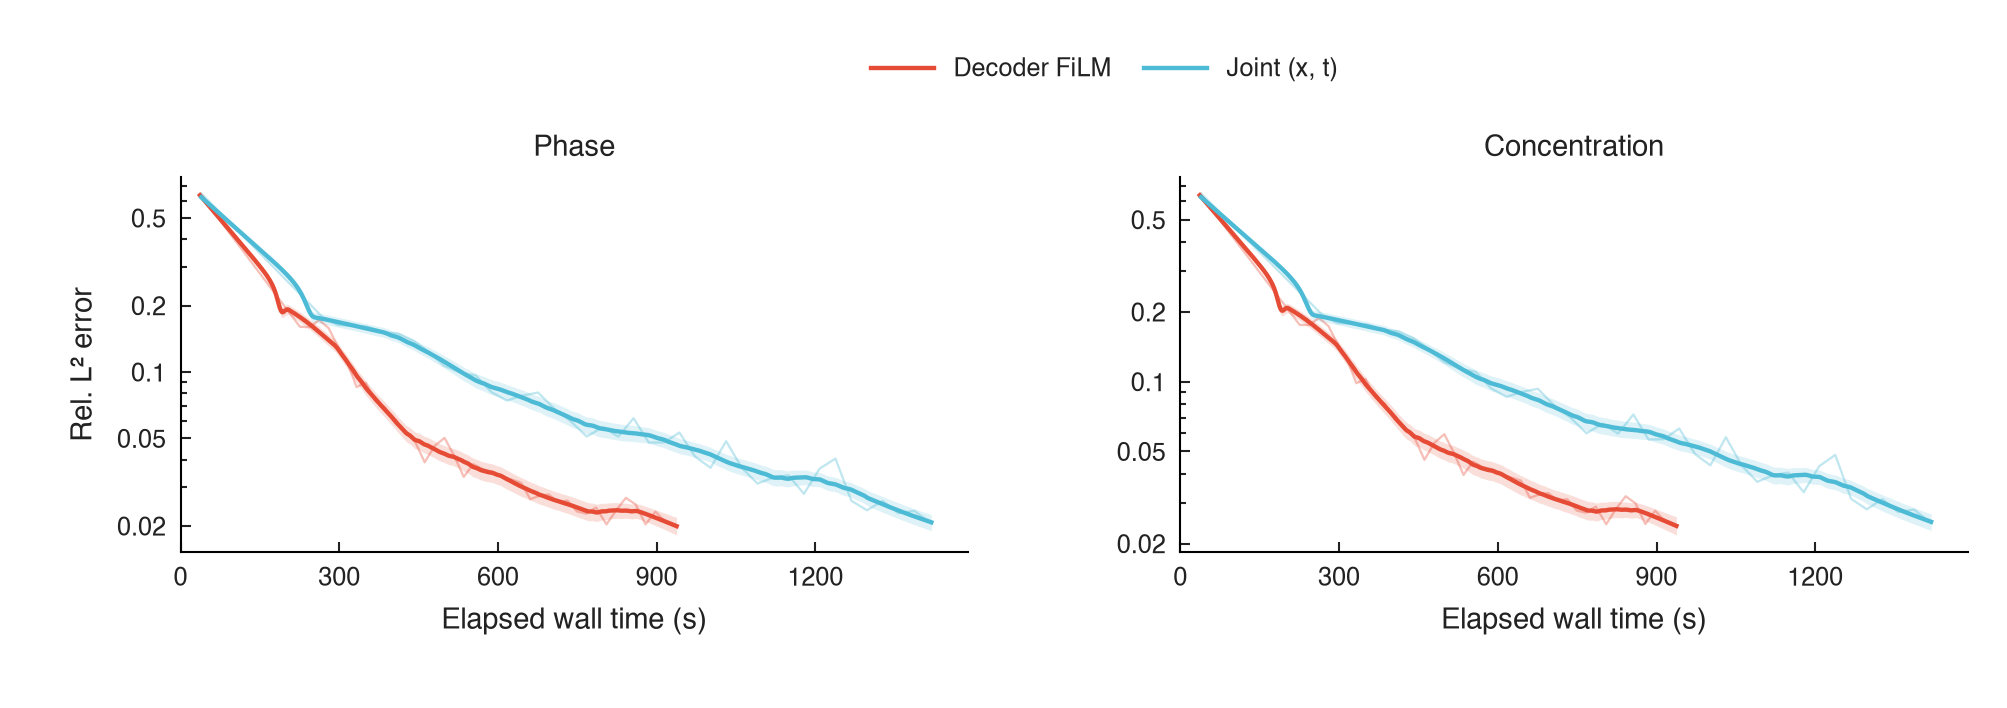 Decoder FiLM Joint (x, t)
Phase
Rel. L² error
0.5
0.2
0.1
0.05
0.02
0 300 600 900 1200
Elapsed wall time (s)
Concentration
0.5
0.2
0.1
0.05
0.02
0 300 600 900 1200
Elapsed wall time (s)